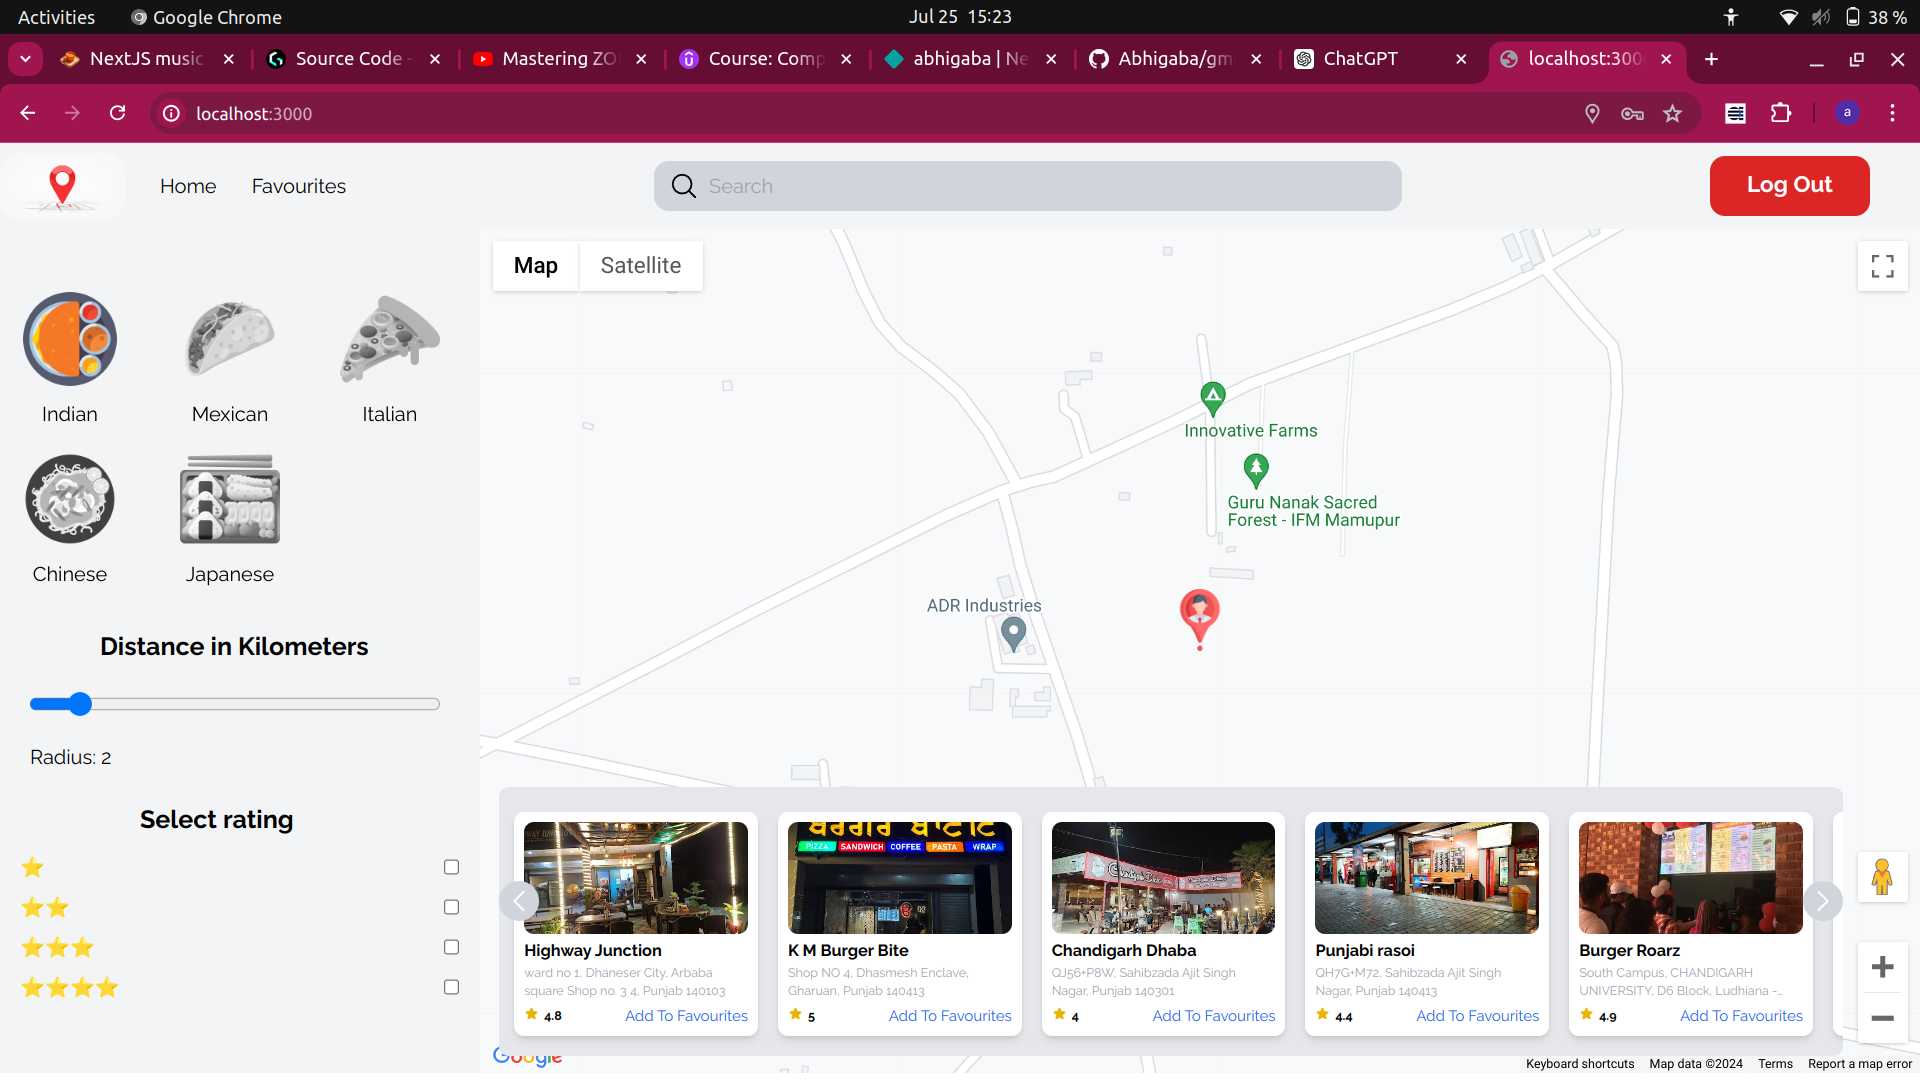 Activities
Google Chrome
Jul 25 15:23
38 %
NextJS music
Source Code -
Mastering ZO
Course: Comp
abhigaba | Ne
Abhigaba/gm
ChatGPT
localhost:300
localhost:3000
a
Home
Favourites
Search
Log Out
Map
Satellite
Indian
Mexican
Italian
Chinese
Japanese
Distance in Kilometers
Radius: 2
Select rating
Innovative Farms
Guru Nanak Sacred
Forest - IFM Mamupur
ADR Industries
PIZZA SANDWICH COFFEE PASTA WRAP
Highway Junction
ward no 1, Dhaneser City, Arbaba
square Shop no. 3 4, Punjab 140103
4.8
Add To Favourites
K M Burger Bite
Shop NO 4, Dhasmesh Enclave,
Gharuan, Punjab 140413
5
Add To Favourites
Chandigarh Dhaba
QJ56+P8W, Sahibzada Ajit Singh
Nagar, Punjab 140301
4
Add To Favourites
Punjabi rasoi
QH7G+M72, Sahibzada Ajit Singh
Nagar, Punjab 140413
4.4
Add To Favourites
Burger Roarz
South Campus, CHANDIGARH
UNIVERSITY, D6 Block, Ludhiana -...
4.9
Add To Favourites
Google
Keyboard shortcuts
Map data ©2024
Terms
Report a map error